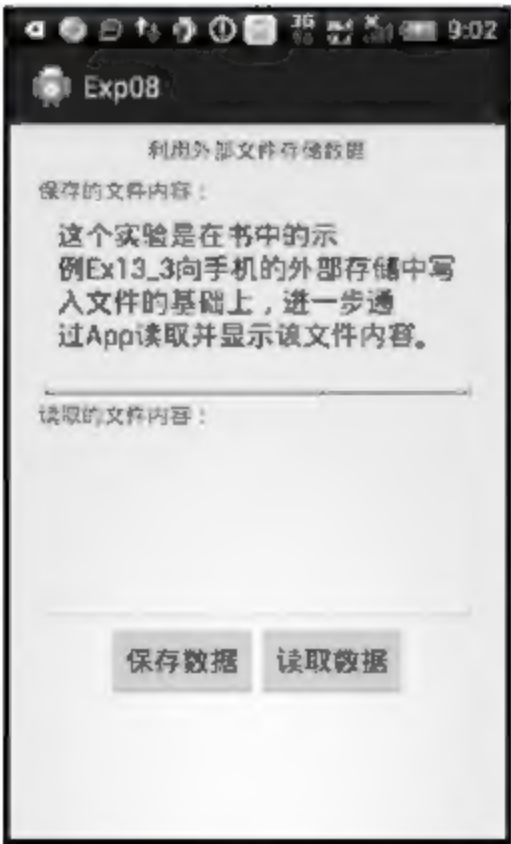 3G
9:02
Exp08
利用外部文件存储数据
保存的文件内容：
这个实验是在书中的示
例Ex13_3向手机的外部存储中写
入文件的基础上，进一步通
过App读取并显示该文件内容。
读取的文件内容：
保存数据 读取数据